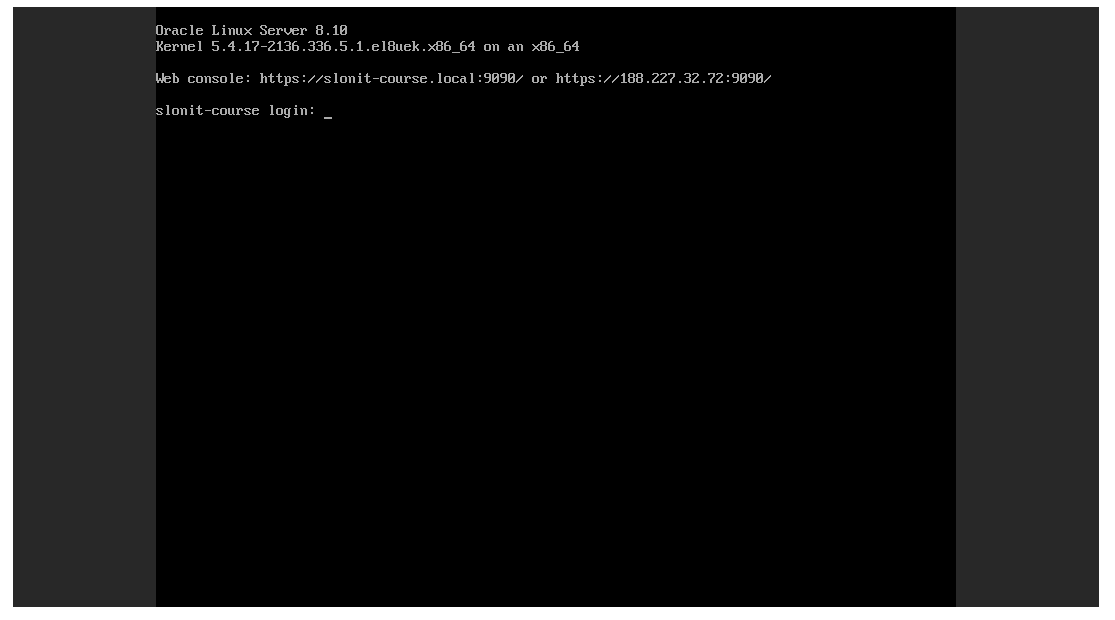 Oracle Linux Server 8.10
Kernel 5.4.17-2136.336.5.1.el8uek.x86_64 on an x86_64
Web console: https://slonit-course.local:9090/ or https://188.227.32.72:9090/
slonit-course login: _